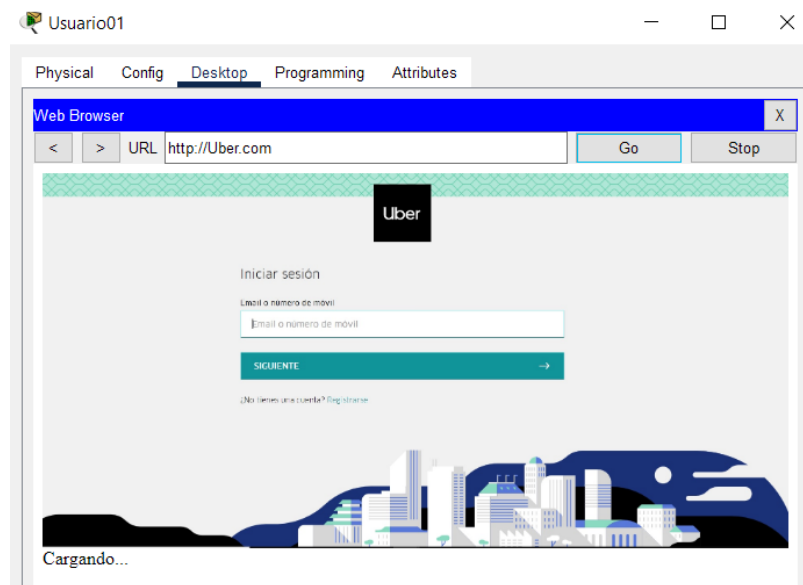 Usuario01
Physical Config Desktop Programming Attributes
Web Browser
X
< > URL http://Uber.com Go Stop
Uber
Iniciar sesión
Email o número de móvil
Email o número de móvil
SIGUIENTE →
¿No tienes una cuenta? Registrarse
Cargando...